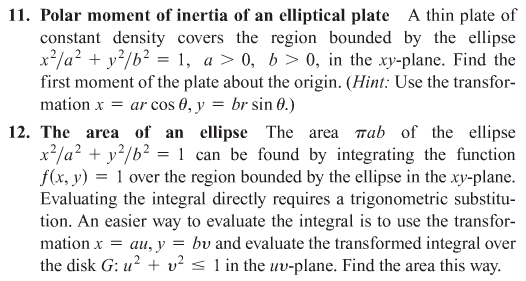 11. Polar moment of inertia of an elliptical plate A thin plate of
constant density covers the region bounded by the ellipse
x²/a² + y²/b² = 1, a > 0, b > 0, in the xy-plane. Find the
first moment of the plate about the origin. (Hint: Use the transfor-
mation x = ar cos θ, y = br sin θ.)
12. The area of an ellipse The area πab of the ellipse
x²/a² + y²/b² = 1 can be found by integrating the function
f(x, y) = 1 over the region bounded by the ellipse in the xy-plane.
Evaluating the integral directly requires a trigonometric substitu-
tion. An easier way to evaluate the integral is to use the transfor-
mation x = au, y = bv and evaluate the transformed integral over
the disk G: u² + v² ≤ 1 in the uv-plane. Find the area this way.